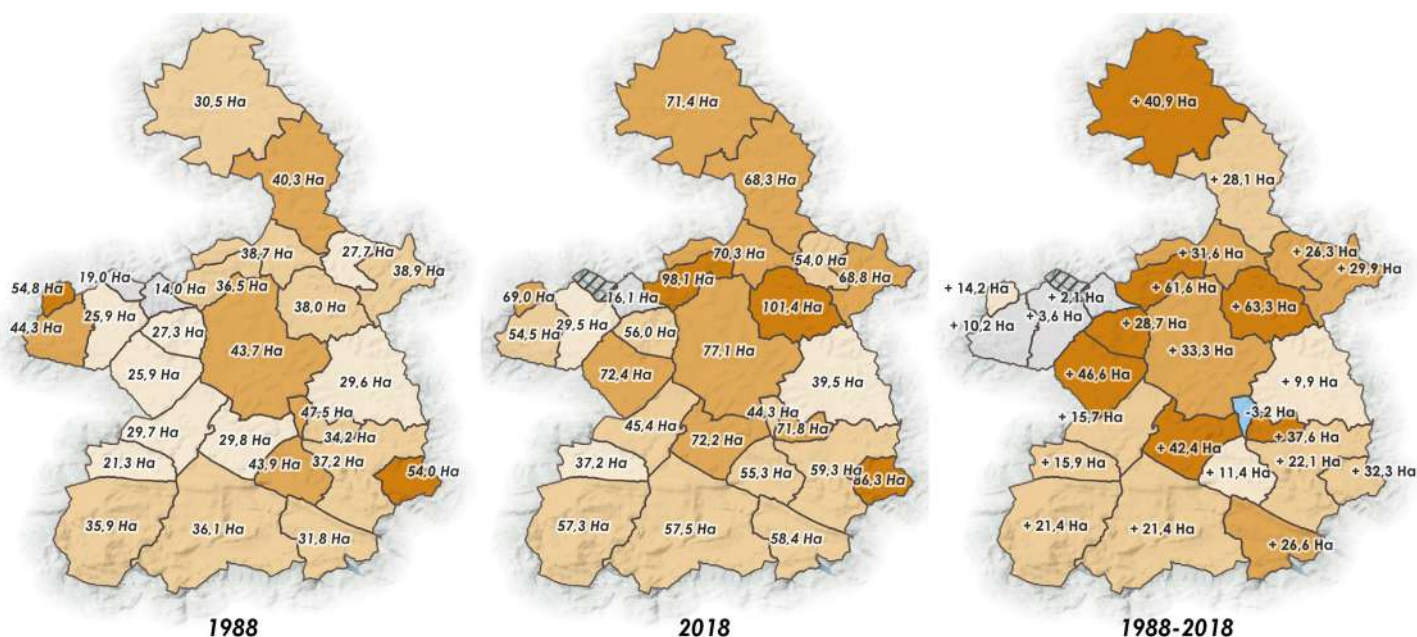 30,5 Ha
40,3 Ha
38,7 Ha
27,7 Ha
38,9 Ha
19,0 Ha
14,0 Ha
36,5 Ha
54,8 Ha
38,0 Ha
44,3 Ha
25,9 Ha
27,3 Ha
43,7 Ha
25,9 Ha
29,6 Ha
47,5 Ha
29,7 Ha
29,8 Ha
34,2 Ha
21,3 Ha
43,9 Ha
37,2 Ha
54,0 Ha
35,9 Ha
36,1 Ha
31,8 Ha
1988
71,4 Ha
68,3 Ha
70,3 Ha
54,0 Ha
98,1 Ha
68,8 Ha
69,0 Ha
16,1 Ha
101,4 Ha
54,5 Ha
29,5 Ha
56,0 Ha
77,1 Ha
72,4 Ha
39,5 Ha
44,3 Ha
45,4 Ha
71,8 Ha
72,2 Ha
37,2 Ha
55,3 Ha
59,3 Ha
86,3 Ha
57,3 Ha
57,5 Ha
58,4 Ha
2018
+ 40,9 Ha
+ 28,1 Ha
+ 31,6 Ha
+ 26,3 Ha
+ 29,9 Ha
+ 14,2 Ha
+ 2,1 Ha
+ 61,6 Ha
+ 63,3 Ha
+ 10,2 Ha
+ 3,6 Ha
+ 28,7 Ha
+ 33,3 Ha
+ 46,6 Ha
+ 9,9 Ha
-3,2 Ha
+ 15,7 Ha
+ 37,6 Ha
+ 42,4 Ha
+ 15,9 Ha
+ 11,4 Ha
+ 22,1 Ha
+ 32,3 Ha
+ 21,4 Ha
+ 21,4 Ha
+ 26,6 Ha
1988-2018